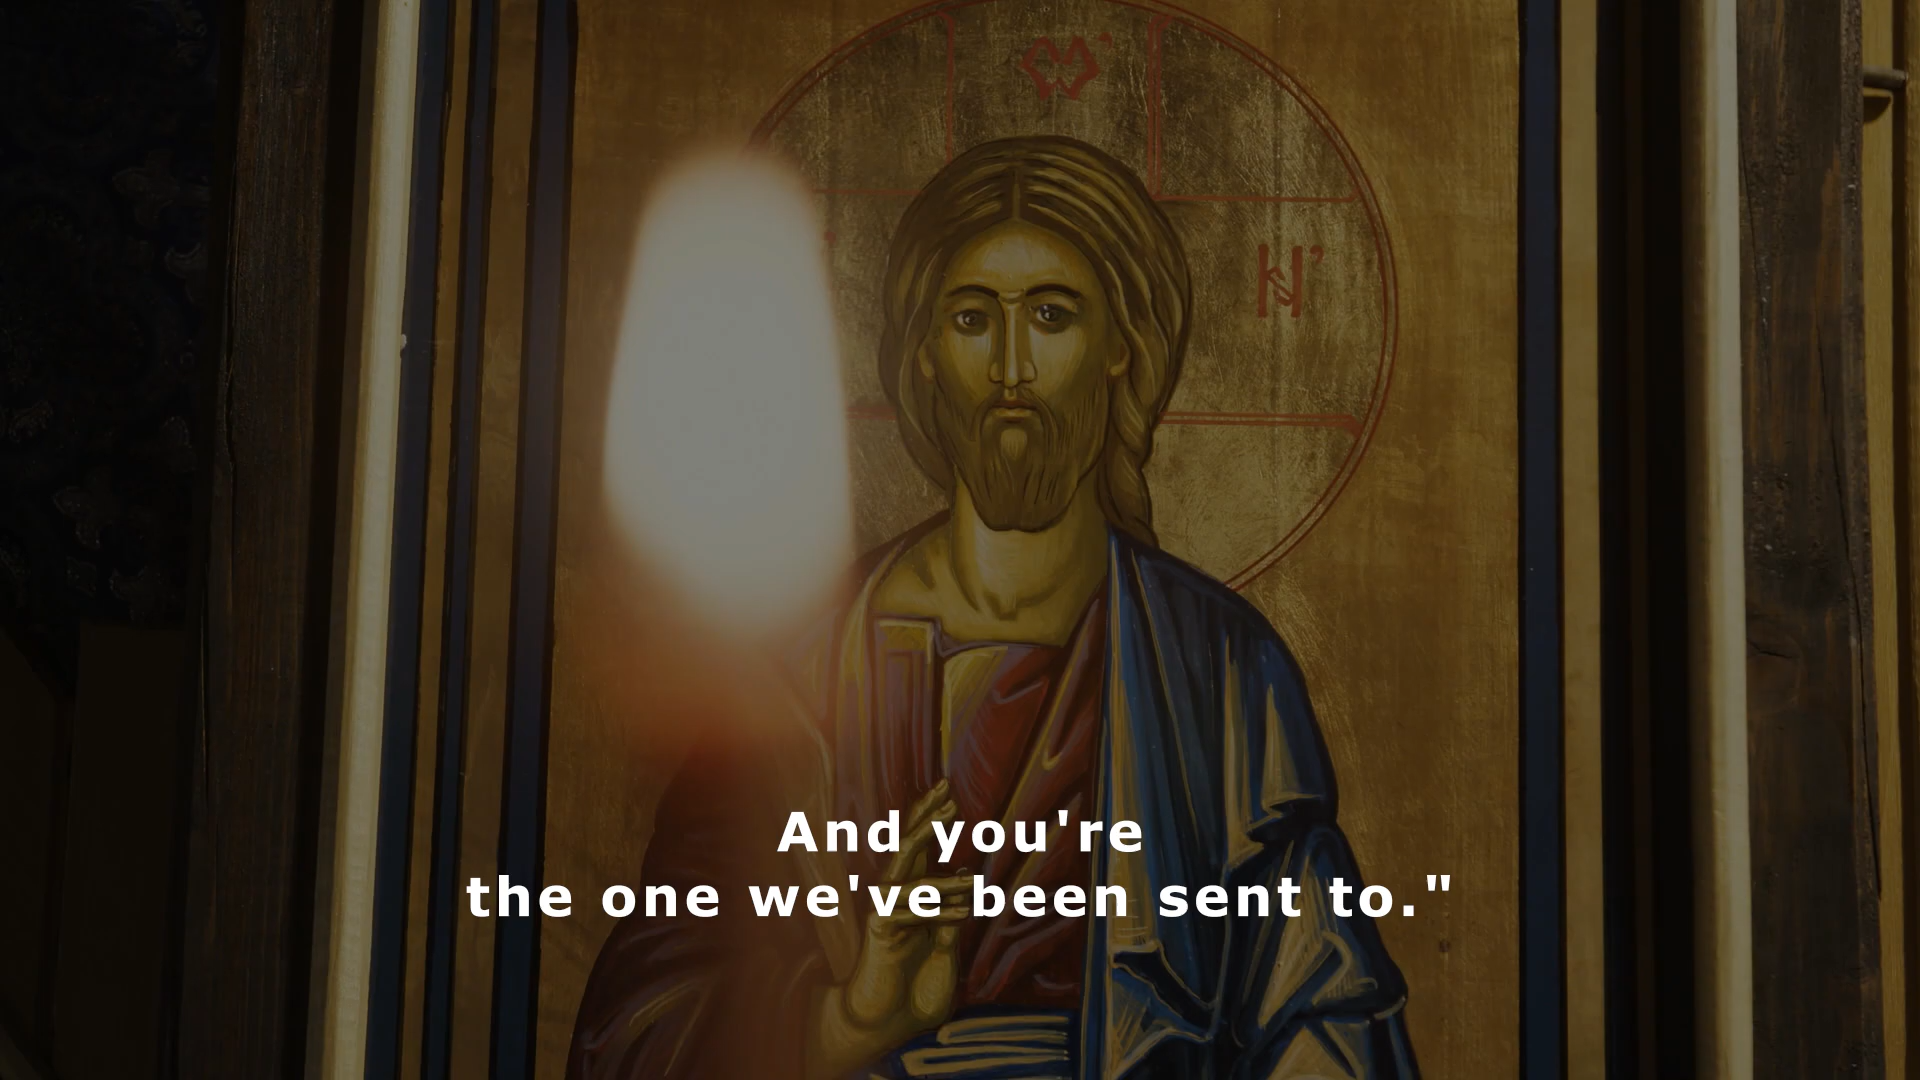 ω'
Ν'
And you're
the one we've been sent to."